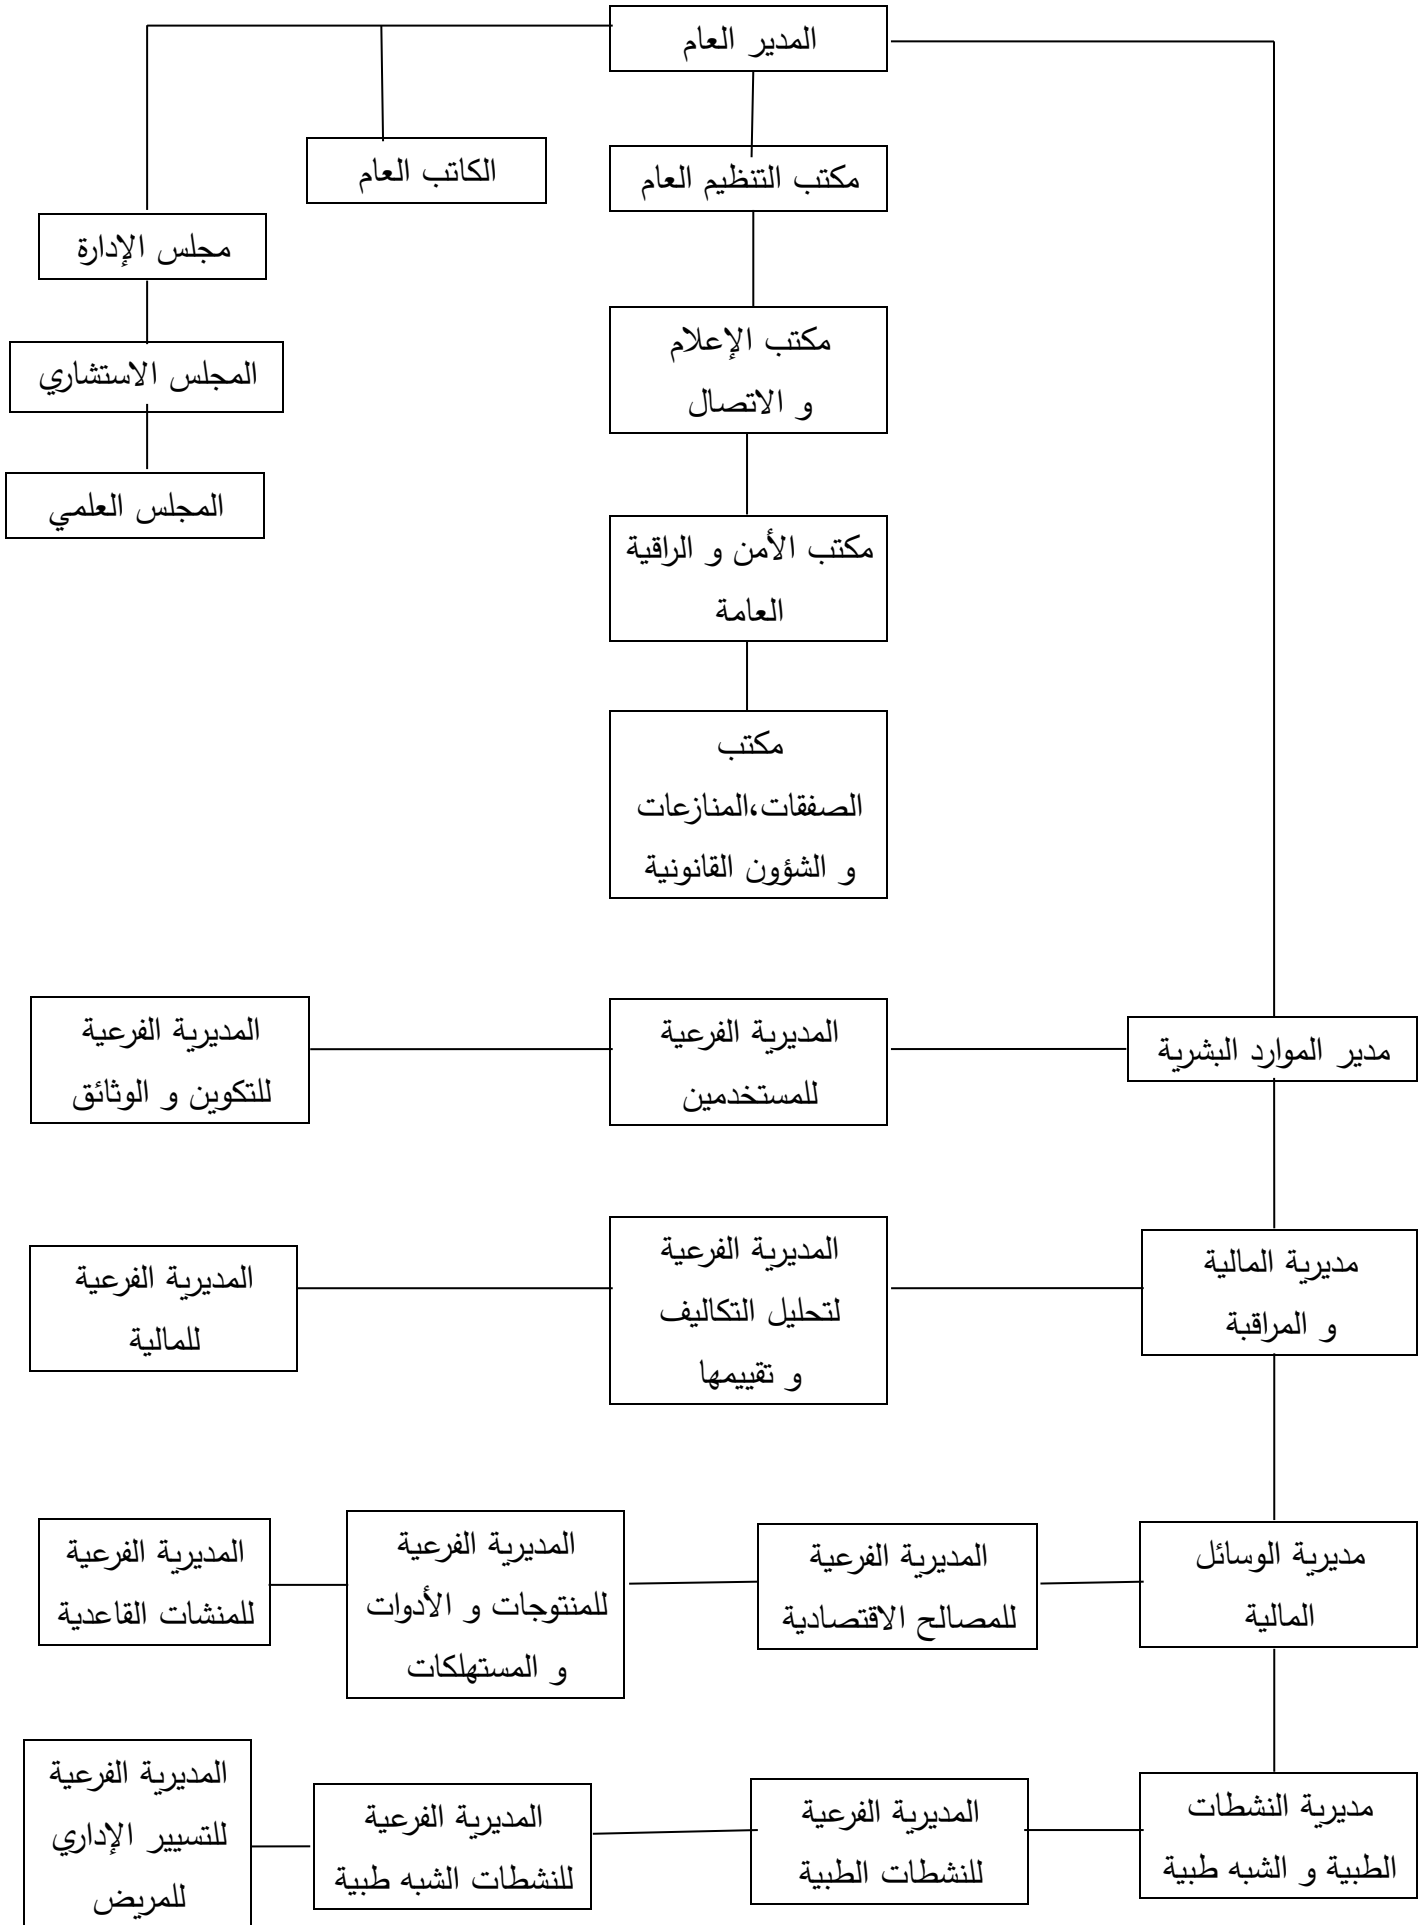 المدير العام
الكاتب العام
مكتب التنظيم العام
مجلس الإدارة
مكتب الإعلام
و الاتصال
المجلس الاستشاري
المجلس العلمي
مكتب الأمن و الراقية
العامة
مكتب
الصفقات،المنازعات
و الشؤون القانونية
مدير الموارد البشرية
المديرية الفرعية
للمستخدمين
المديرية الفرعية
للتكوين و الوثائق
مديرية المالية
و المراقبة
المديرية الفرعية
لتحليل التكاليف
و تقييمها
المديرية الفرعية
للمالية
مديرية الوسائل
المالية
المديرية الفرعية
للمصالح الاقتصادية
المديرية الفرعية
للمنتوجات و الأدوات
و المستهلكات
المديرية الفرعية
للمنشات القاعدية
مديرية النشطات
الطبية و الشبه طبية
المديرية الفرعية
للنشطات الطبية
المديرية الفرعية
للنشطات الشبه طبية
المديرية الفرعية
للتسيير الإداري
للمريض